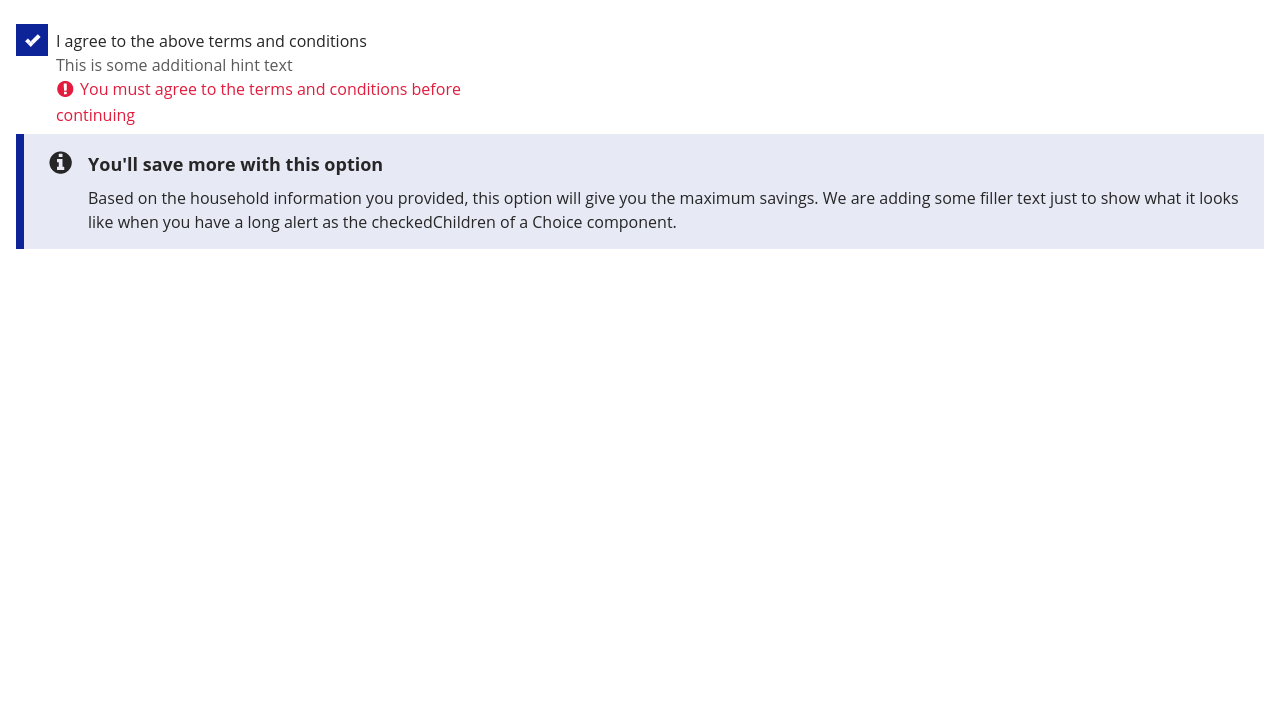 I agree to the above terms and conditions
This is some additional hint text
You must agree to the terms and conditions before
continuing
You'll save more with this option
Based on the household information you provided, this option will give you the maximum savings. We are adding some filler text just to show what it looks
like when you have a long alert as the checkedChildren of a Choice component.